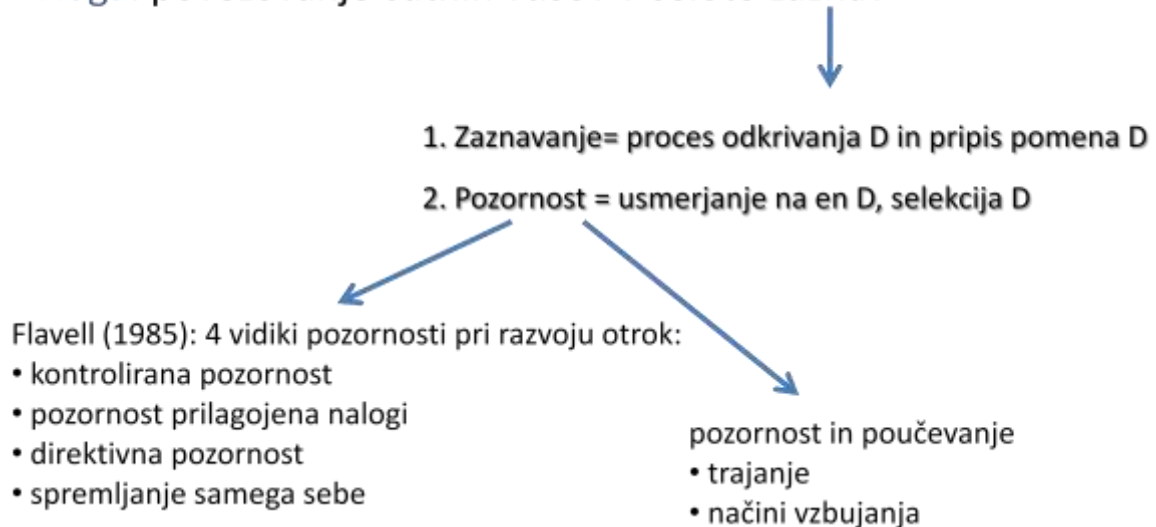 1. Zaznavanje= proces odkrivanja D in pripis pomena D
2. Pozornost = usmerjanje na en D, selekcija D
Flavell (1985): 4 vidiki pozornosti pri razvoju otrok:
• kontrolirana pozornost
• pozornost prilagojena nalogi
• direktivna pozornost
• spremljanje samega sebe
pozornost in poučevanje
• trajanje
• načini vzbujanja